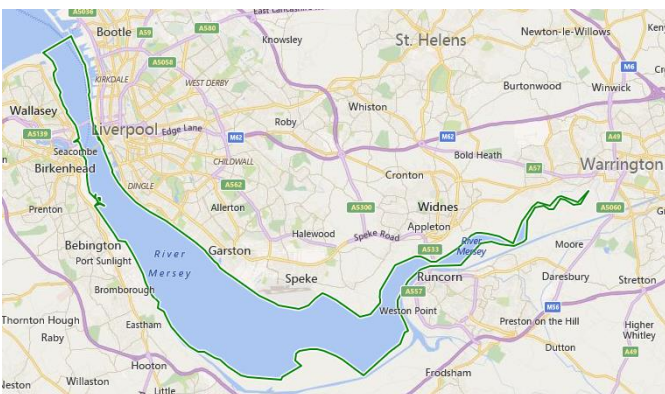 A5036
East Lancashire
Bootle
A59
A580
Knowsley
St. Helens
Newton-le-Willows
A5058
M6
KIRKDALE
WEST DERBY
Burtonwood
Winwick
Wallasey
Whiston
Roby
Liverpool
Edge Lane
A5139
M62
M62
A49
Seacombe
Bold Heath
Birkenhead
CHILDWALL
A57
Warrington
Cronton
DINGLE
A562
Prenton
Allerton
A5300
Widnes
A5060
Appleton
Halewood
Speke Road
Bebington
Garston
A533
River
Mersey
Moore
Port Sunlight
River
Mersey
Speke
Runcorn
Daresbury
Stretton
Bromborough
A557
Weston Point
M56
Thornton Hough
Eastham
Preston on the Hill
Higher
Whitley
Raby
Dutton
A49
Hooton
Frodsham
Willaston
Little